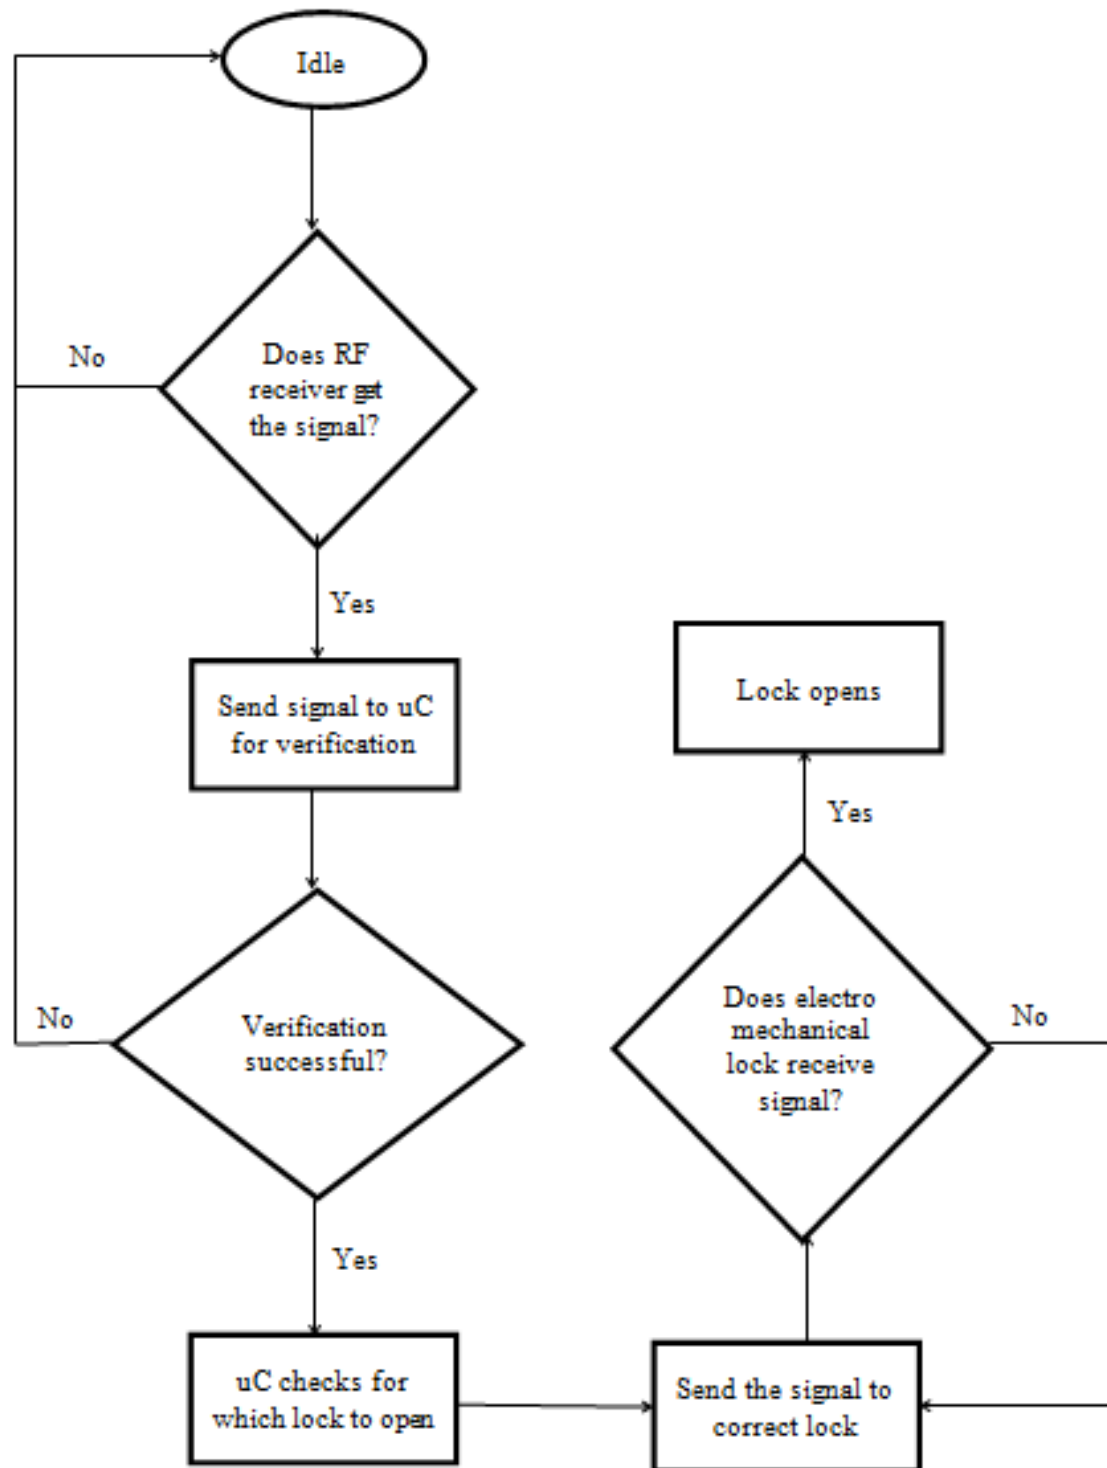 Idle
No
Does RF
receiver get
the signal?
Yes
Send signal to uC
for verification
No
Verification
successful?
Yes
uC checks for
which lock to open
Send the signal to
correct lock
Does electro
mechanical
lock receive
signal?
No
Yes
Lock opens